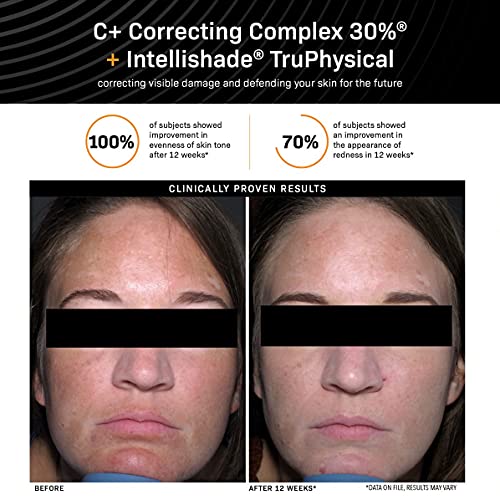 C+ Correcting Complex 30%®
+ Intellishade® TruPhysical
correcting visible damage and defending your skin for the future
100%
of subjects showed
improvement in
evenness of skin tone
after 12 weeks*
70%
of subjects showed
an improvement in
the appearance of
redness in 12 weeks*
CLINICALLY PROVEN RESULTS
BEFORE
AFTER 12 WEEKS*
*DATA ON FILE, RESULTS MAY VARY